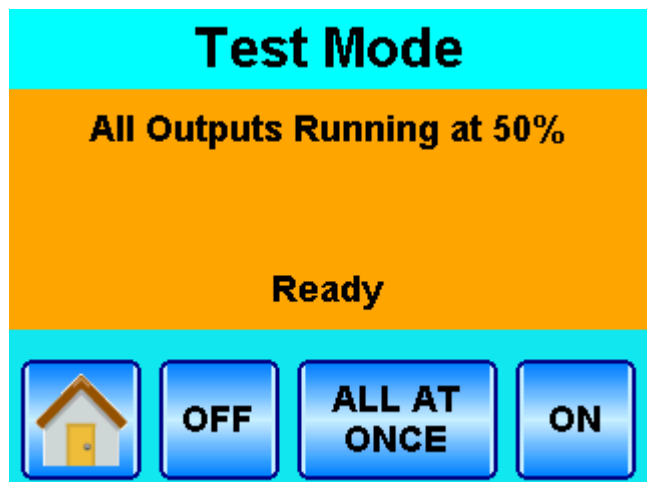 Test Mode
All Outputs Running at 50%
Ready
OFF
ALL AT
ONCE
ON